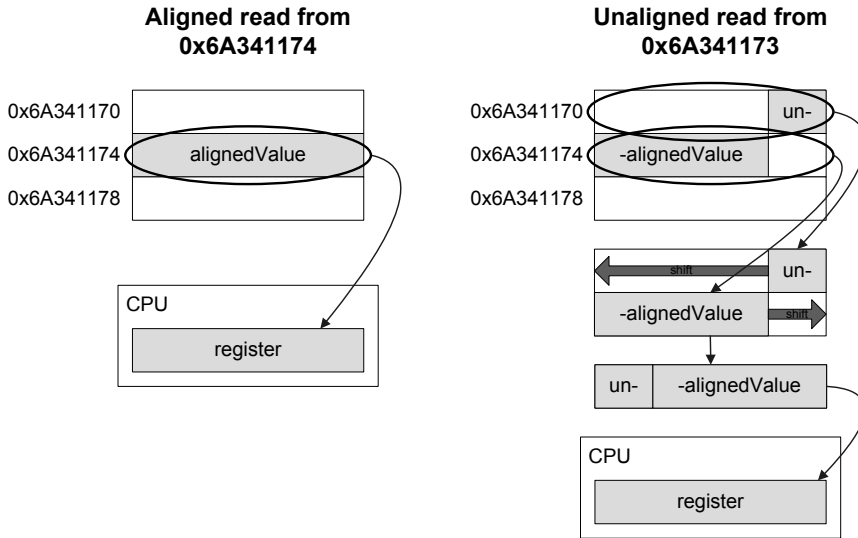 Aligned read from
0x6A341174
0x6A341170
0x6A341174
alignedValue
0x6A341178
CPU
register
Unaligned read from
0x6A341173
0x6A341170
un-
0x6A341174
-alignedValue
0x6A341178
shift
un-
-alignedValue
shift
un-
-alignedValue
CPU
register